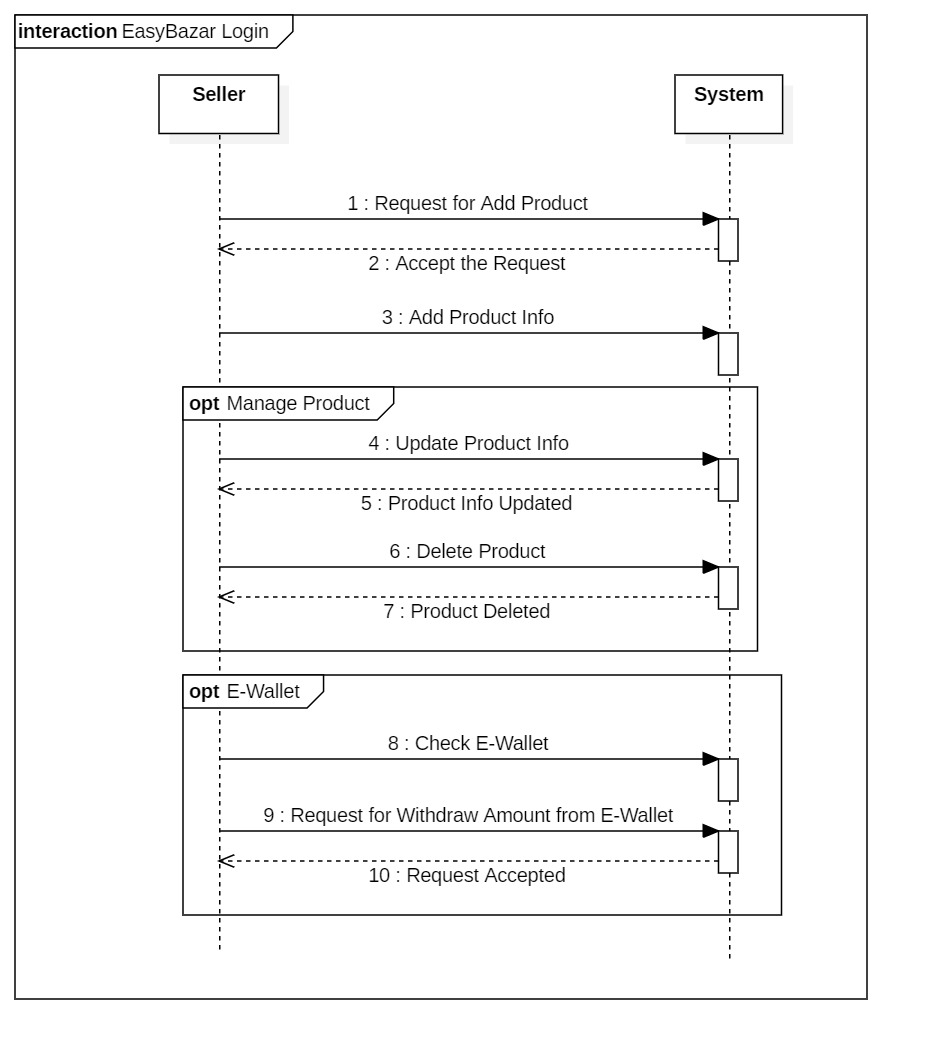 interaction EasyBazar Login
Seller
System
1 : Request for Add Product
2 : Accept the Request
3 : Add Product Info
opt Manage Product
4 : Update Product Info
5 : Product Info Updated
6 : Delete Product
7 : Product Deleted
opt E-Wallet
8 : Check E-Wallet
9 : Request for Withdraw Amount from E-Wallet
10 : Request Accepted